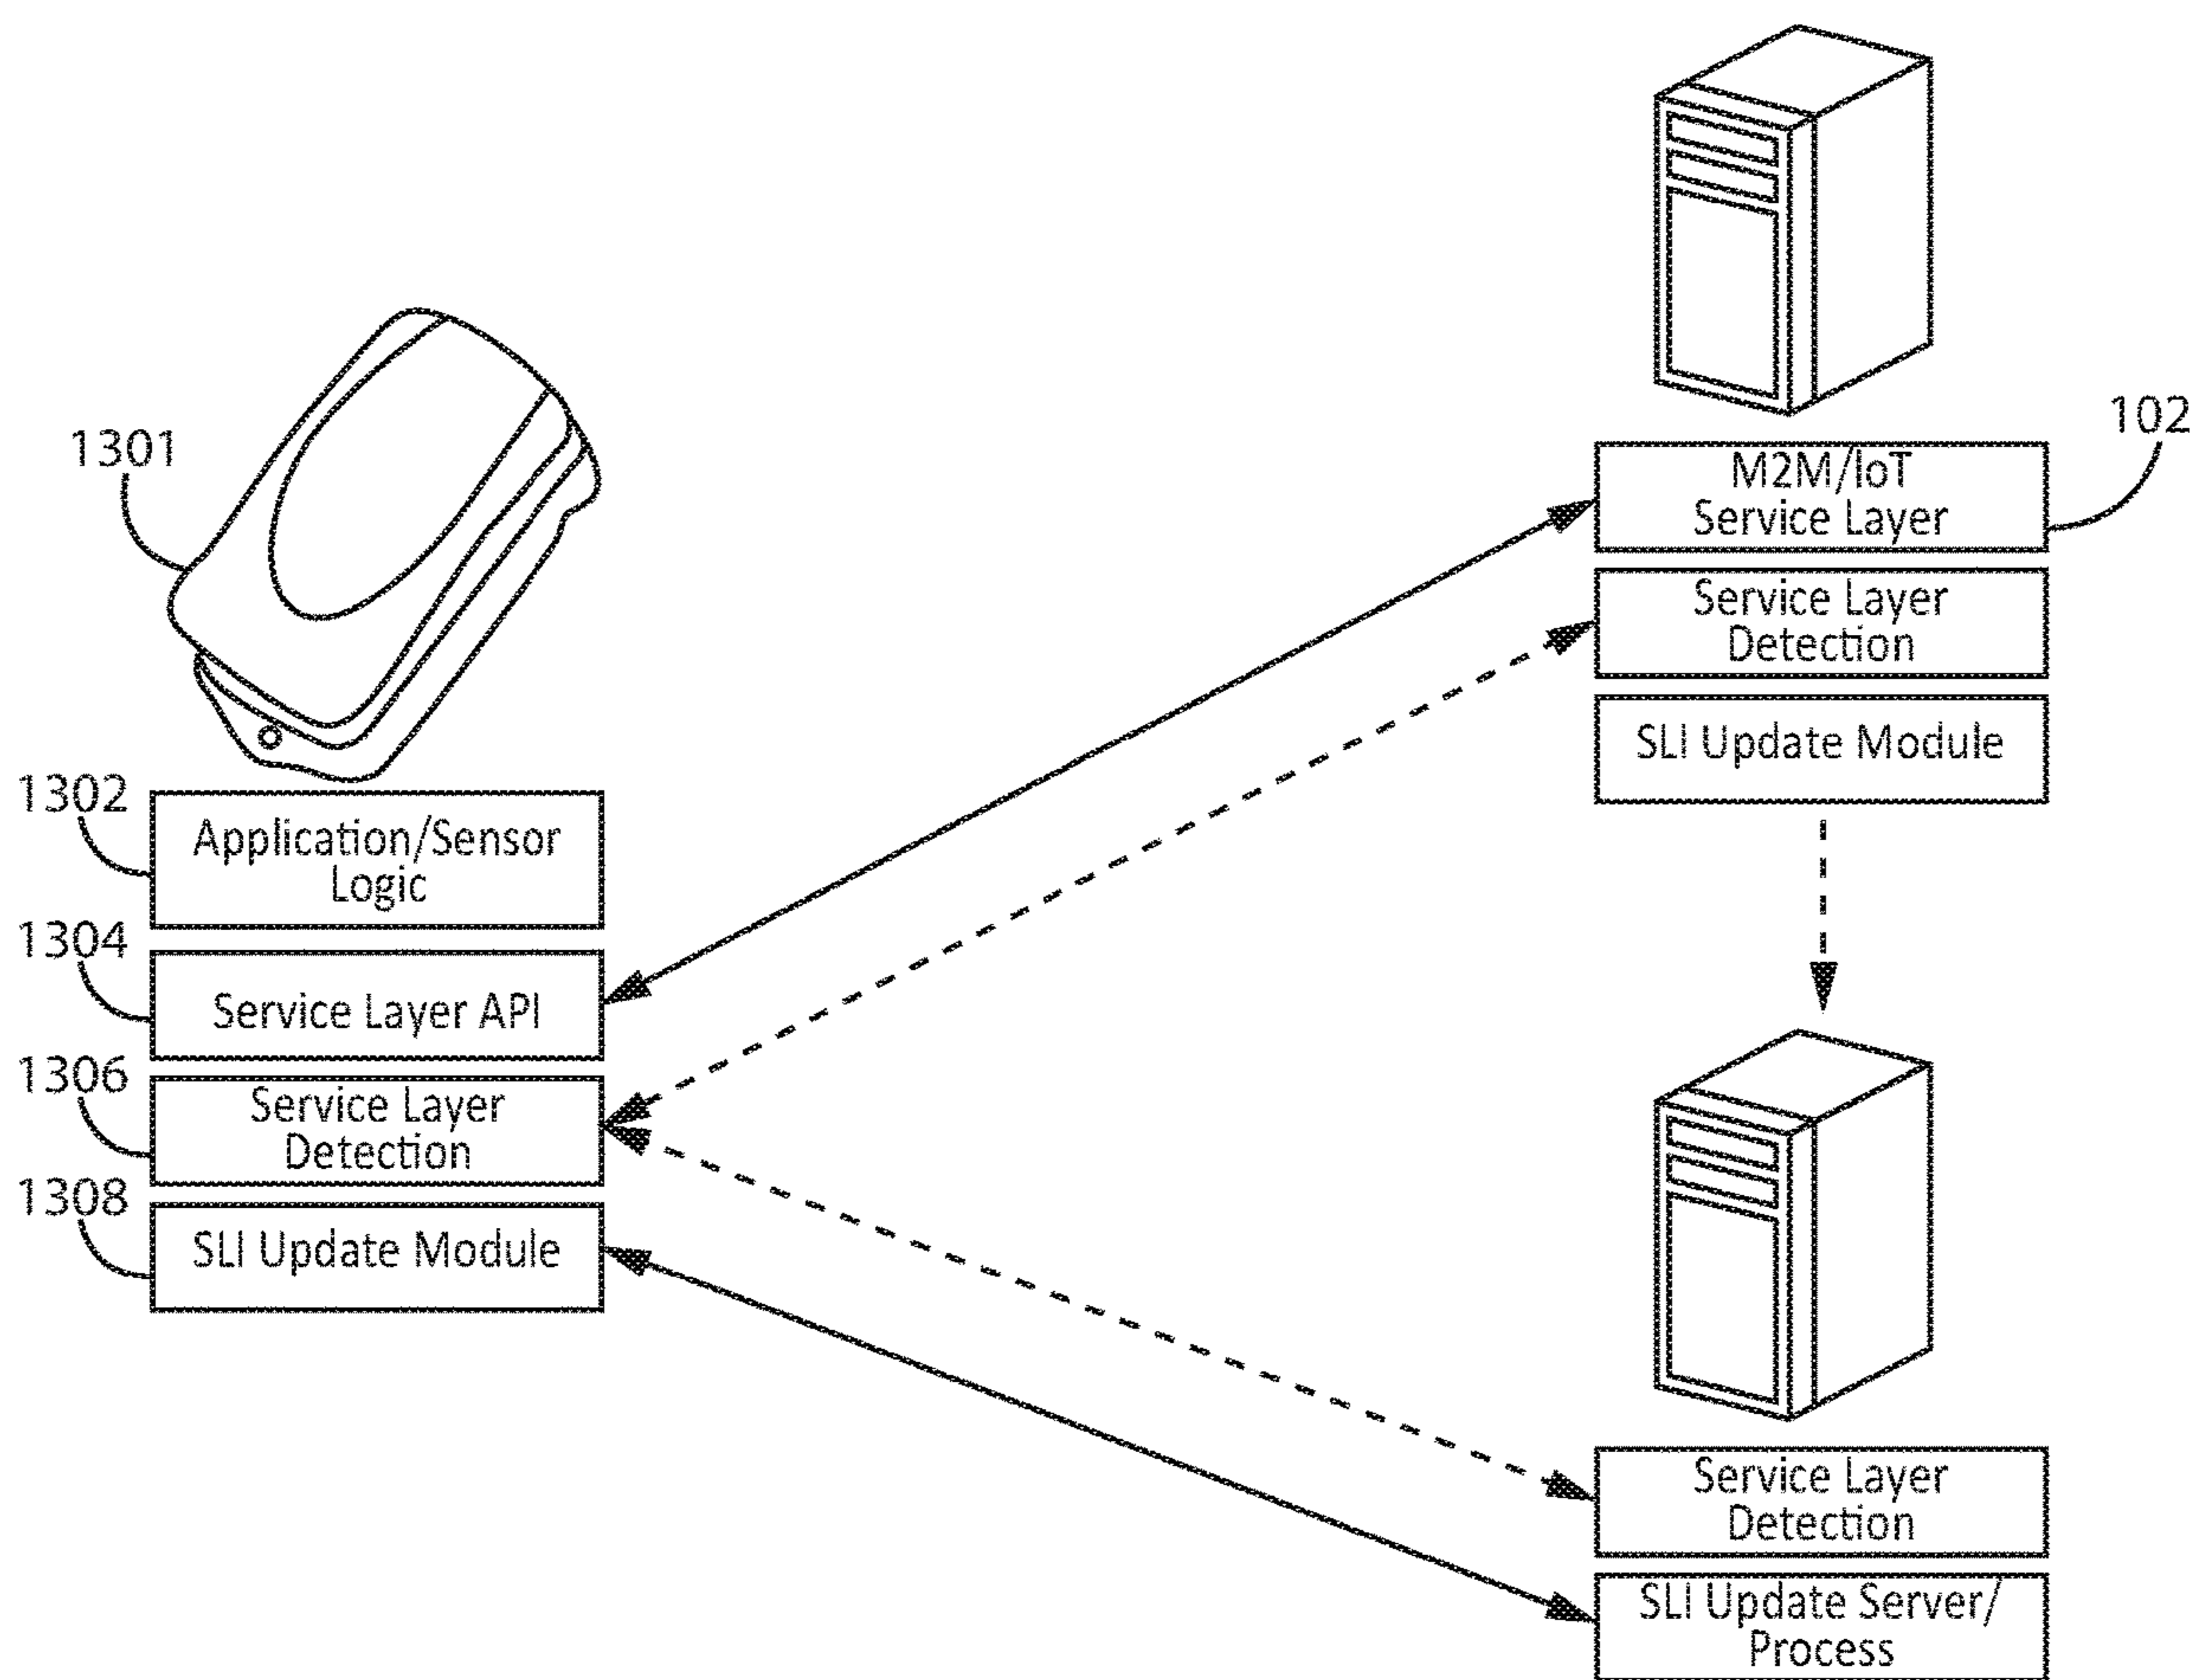 1301
1302
Application/Sensor
Logic
1304
Service Layer API
1306
Service Layer
Detection
1308
SLI Update Module
102
M2M/IoT
Service Layer
Service Layer
Detection
SLI Update Module
Service Layer
Detection
SLI Update Server/
Process